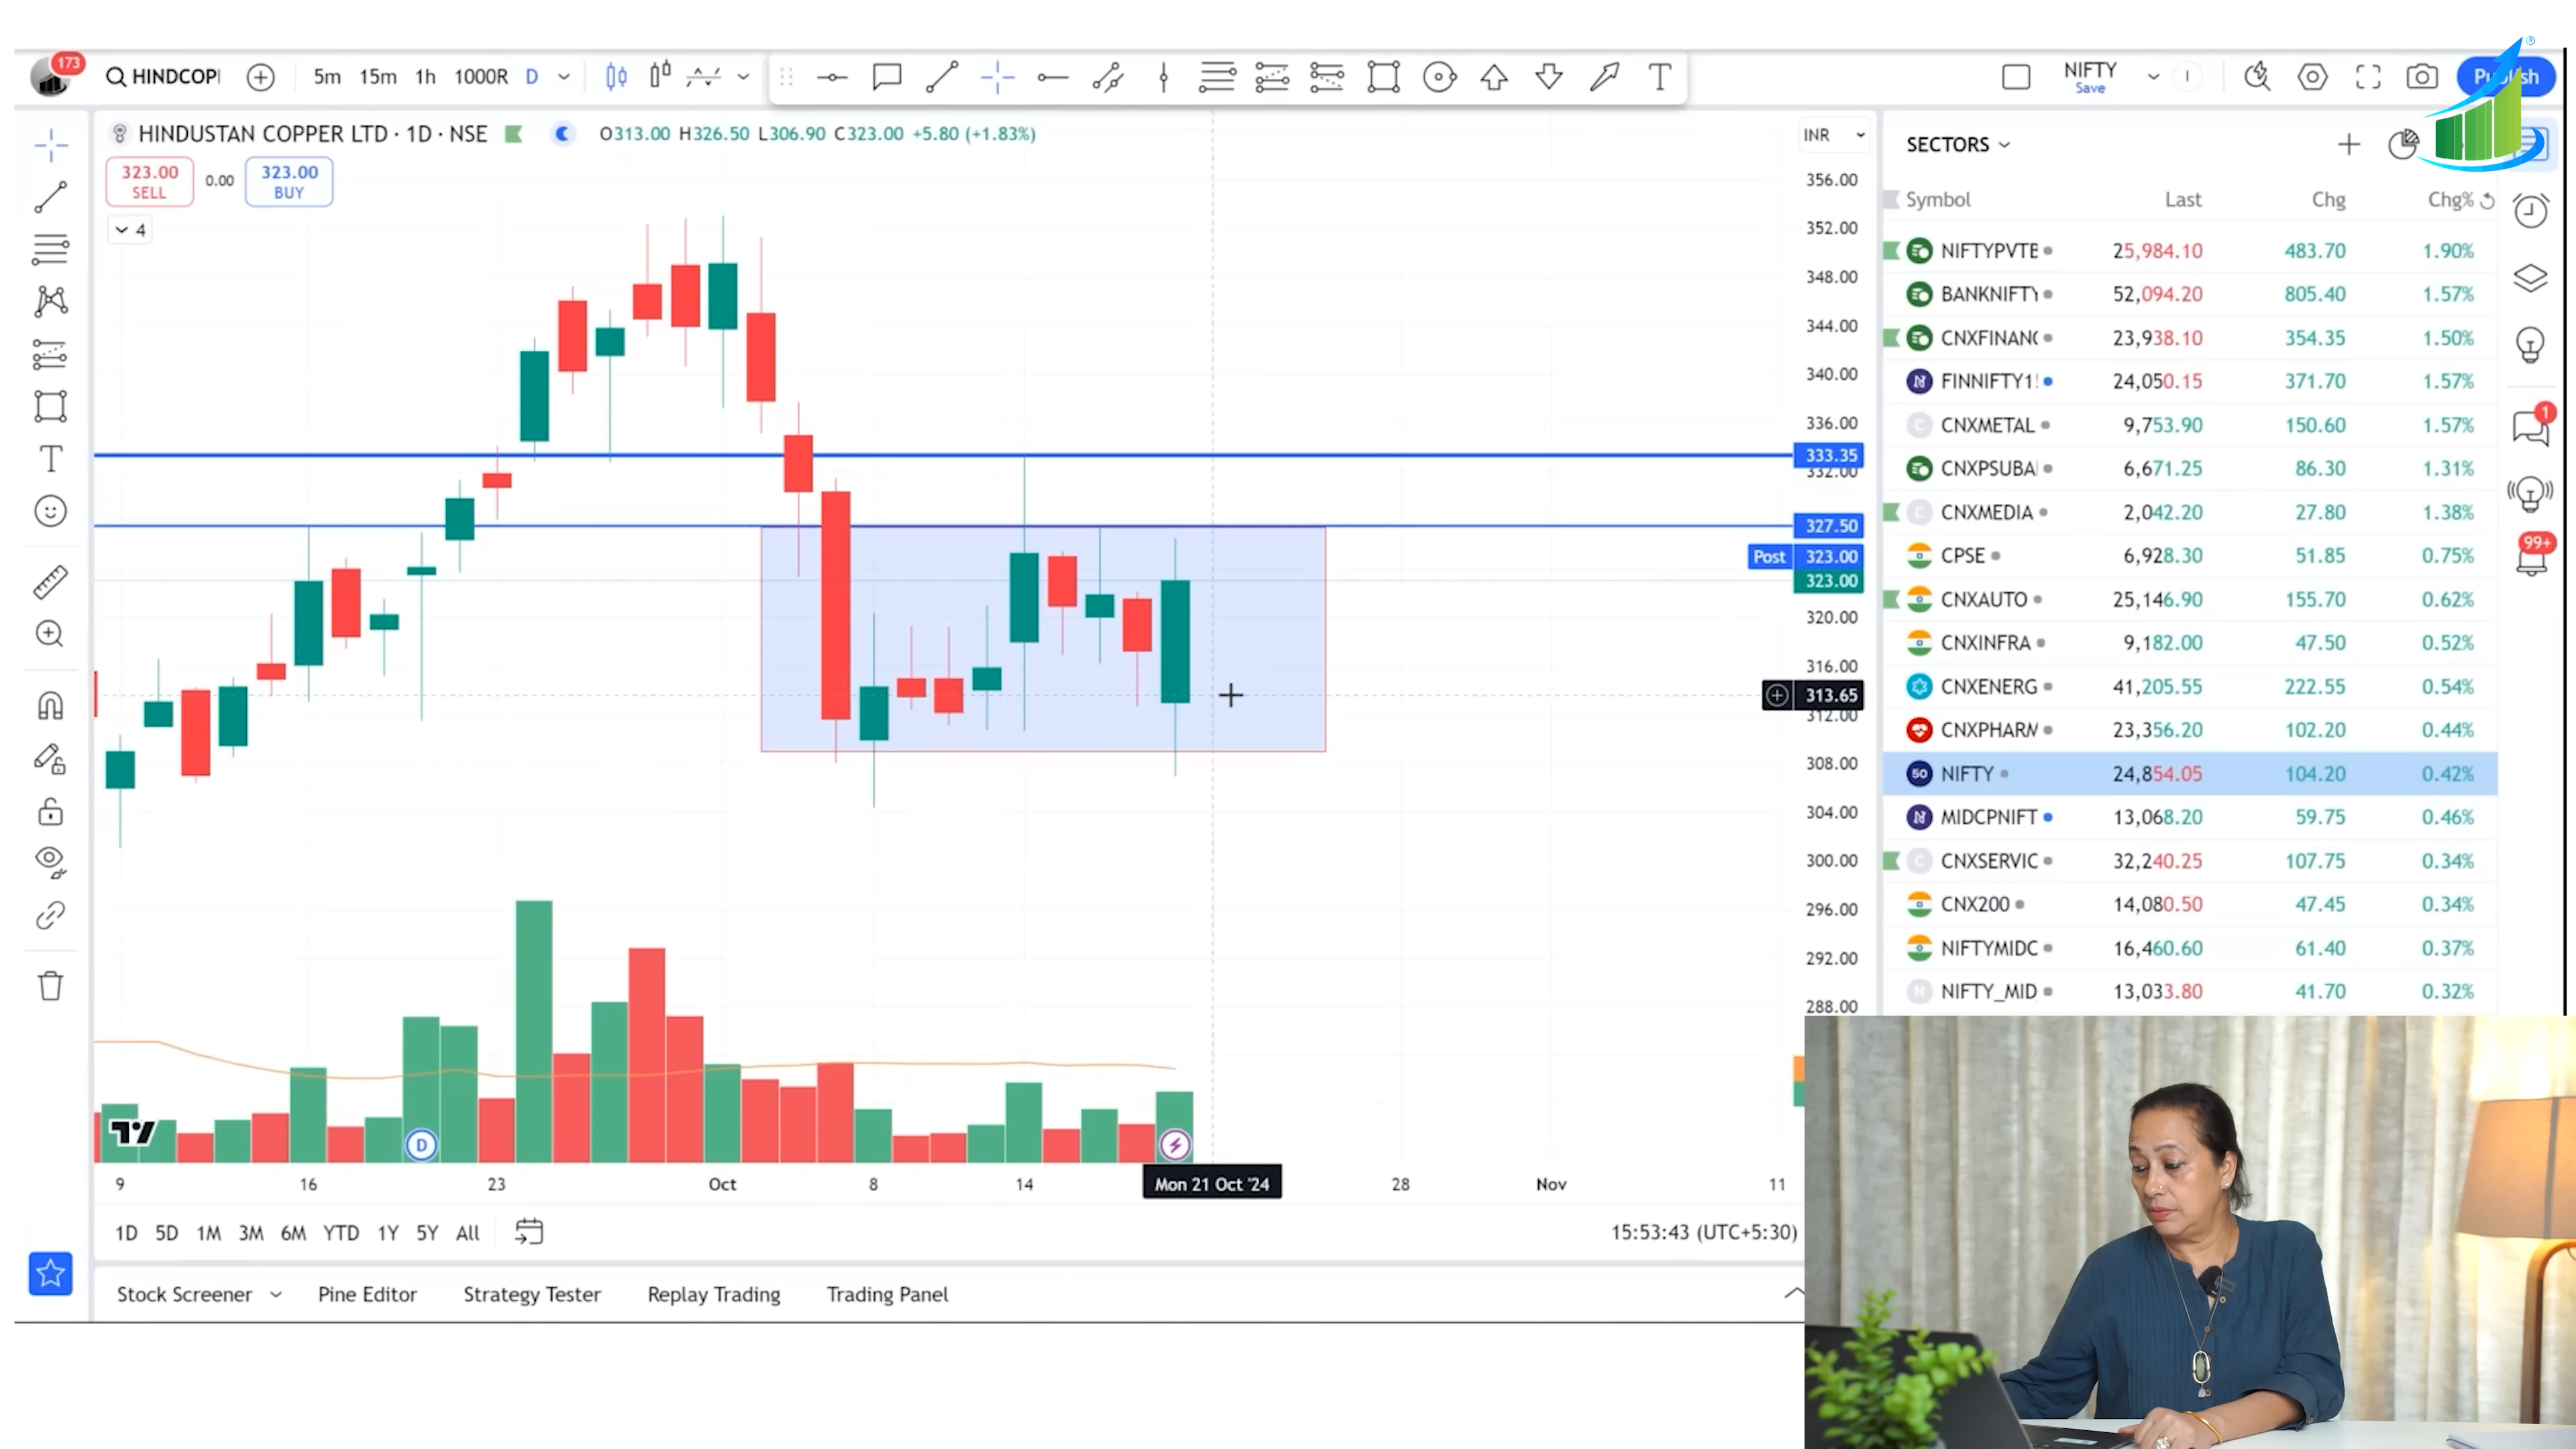 173
HINDCOPI
5m 15m 1h 1000R D
NIFTY
Save
HINDUSTAN COPPER LTD · 1D · NSE
O313.00 H326.50 L306.90 C323.00 +5.80 (+1.83%)
INR
323.00
SELL
0.00
323.00
BUY
4
356.00
352.00
348.00
344.00
340.00
336.00
333.35
332.00
327.50
Post 323.00
323.00
320.00
316.00
313.65
312.00
308.00
304.00
300.00
296.00
292.00
288.00
D
9 16 23 Oct 8 14 Mon 21 Oct '24 28 Nov 11
1D 5D 1M 3M 6M YTD 1Y 5Y All
15:53:43 (UTC+5:30)
Stock Screener Pine Editor Strategy Tester Replay Trading Trading Panel
SECTORS
Symbol Last Chg Chg%
NIFTYPVTE 25,984.10 483.70 1.90%
BANKNIFTY 52,094.20 805.40 1.57%
CNXFINANC 23,938.10 354.35 1.50%
FINNIFTY1! 24,050.15 371.70 1.57%
CNXMETAL 9,753.90 150.60 1.57%
CNXPSUBA 6,671.25 86.30 1.31%
CNXMEDIA 2,042.20 27.80 1.38%
CPSE 6,928.30 51.85 0.75%
CNXAUTO 25,146.90 155.70 0.62%
CNXINFRA 9,182.00 47.50 0.52%
CNXENERG 41,205.55 222.55 0.54%
CNXPHARM 23,356.20 102.20 0.44%
50 NIFTY 24,854.05 104.20 0.42%
MIDCPNIFT 13,068.20 59.75 0.46%
CNXSERVIC 32,240.25 107.75 0.34%
CNX200 14,080.50 47.45 0.34%
NIFTYMIDC 16,460.60 61.40 0.37%
NIFTY_MID 13,033.80 41.70 0.32%
1
99+